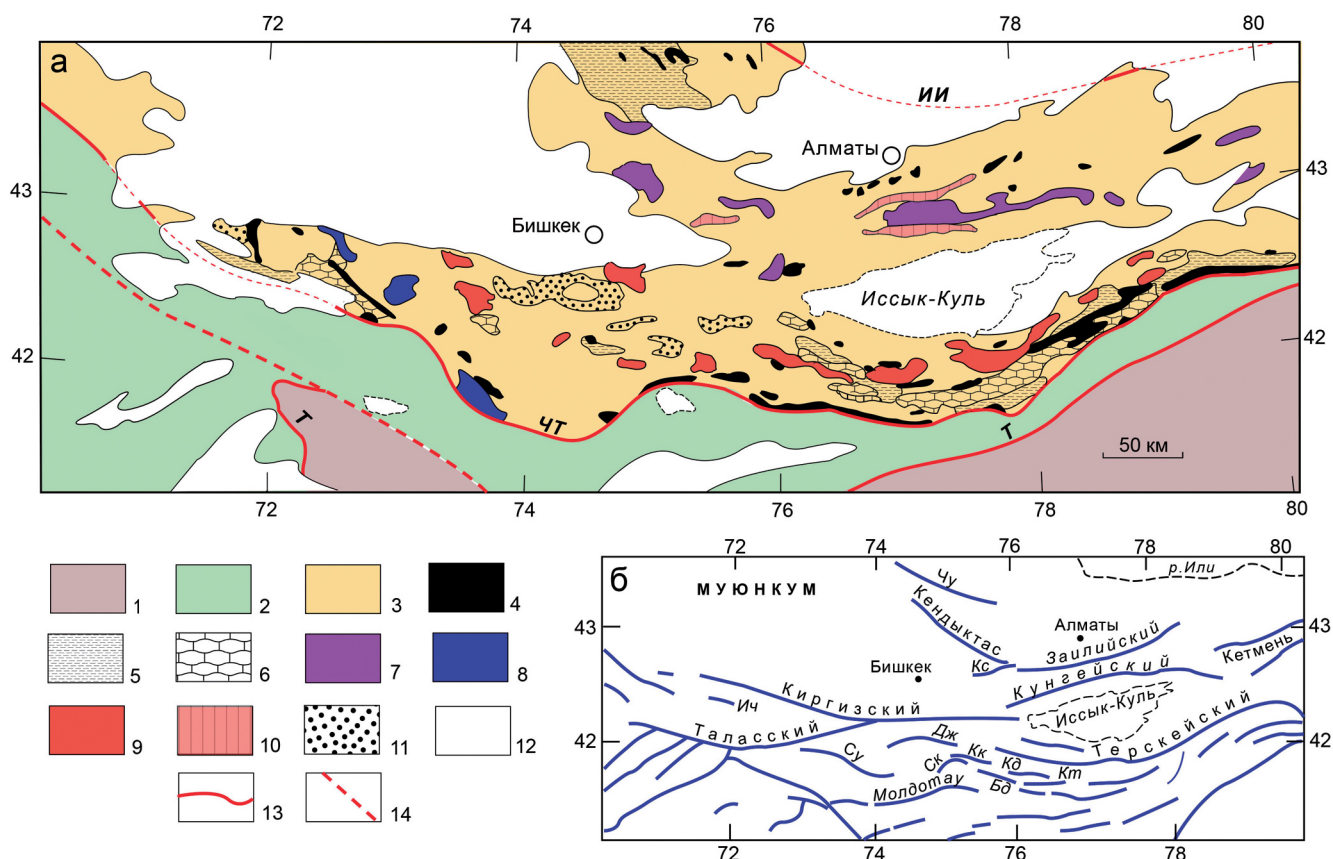 72 74 76 78 80
а
ИИ
Алматы
43 43
Бишкек
Иссык-Куль
42 42
ЧТ
Т Т
50 км
72 74 76 78 80
1 2 3 4
5 6 7 8
9 10 11 12
13 14
б
72 74 76 78 80
р.Или
МУЮНКУМ
Чу
Кендыктас
43 43
Алматы
Заилийский
Кетмень
Бишкек
Кс
Кунгейский
Киргизский
Ич
Иссык-Куль
Таласский
Терскейский
42 42
Су
Дж
Ск
Кк
Кд
Кт
Молдотау
Бд
72 74 76 78